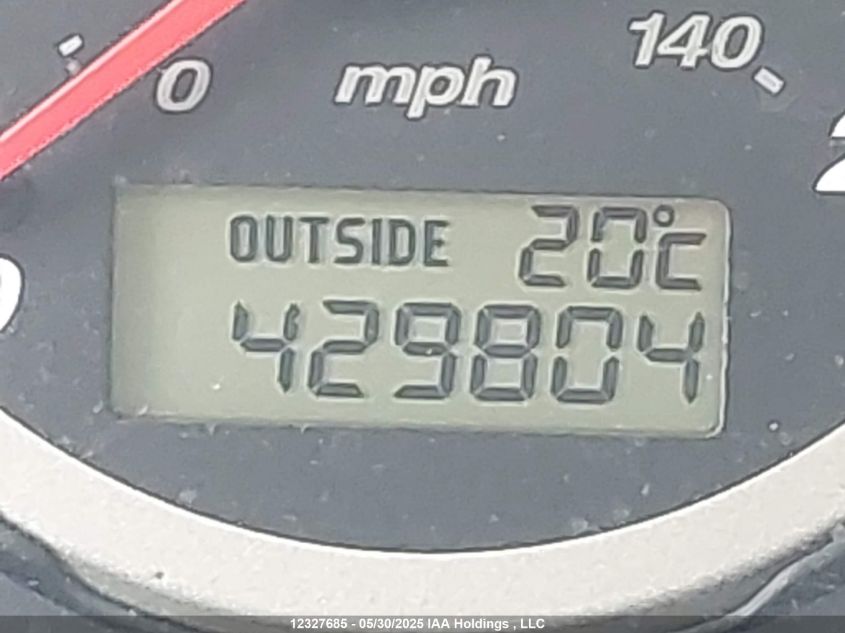 140
0 mph
OUTSIDE 20°C
429804
12327685 - 05/30/2025 IAA Holdings , LLC